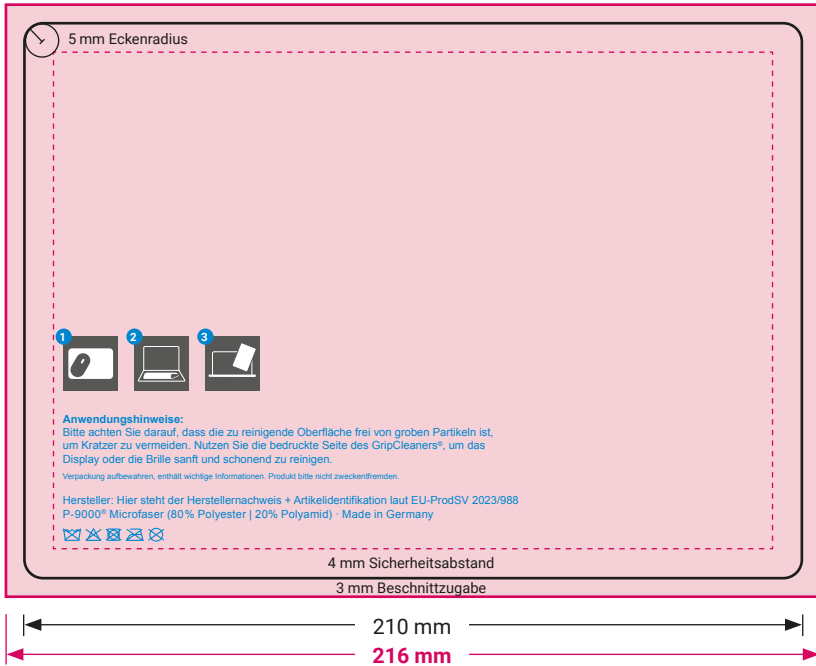 5 mm Eckenradius
1
2
3
Anwendungshinweise:
Bitte achten Sie darauf, dass die zu reinigende Oberfläche frei von groben Partikeln ist,
um Kratzer zu vermeiden. Nutzen Sie die bedruckte Seite des GripCleaners®, um das
Display oder die Brille sanft und schonend zu reinigen.
Verpackung aufbewahren, enthält wichtige Informationen. Produkt bitte nicht zweckentfremden.
Hersteller: Hier steht der Herstellernachweis + Artikelidentifikation laut EU-ProdSV 2023/988
P-9000® Microfaser (80% Polyester | 20% Polyamid) · Made in Germany
4 mm Sicherheitsabstand
3 mm Beschnittzugabe
210 mm
216 mm